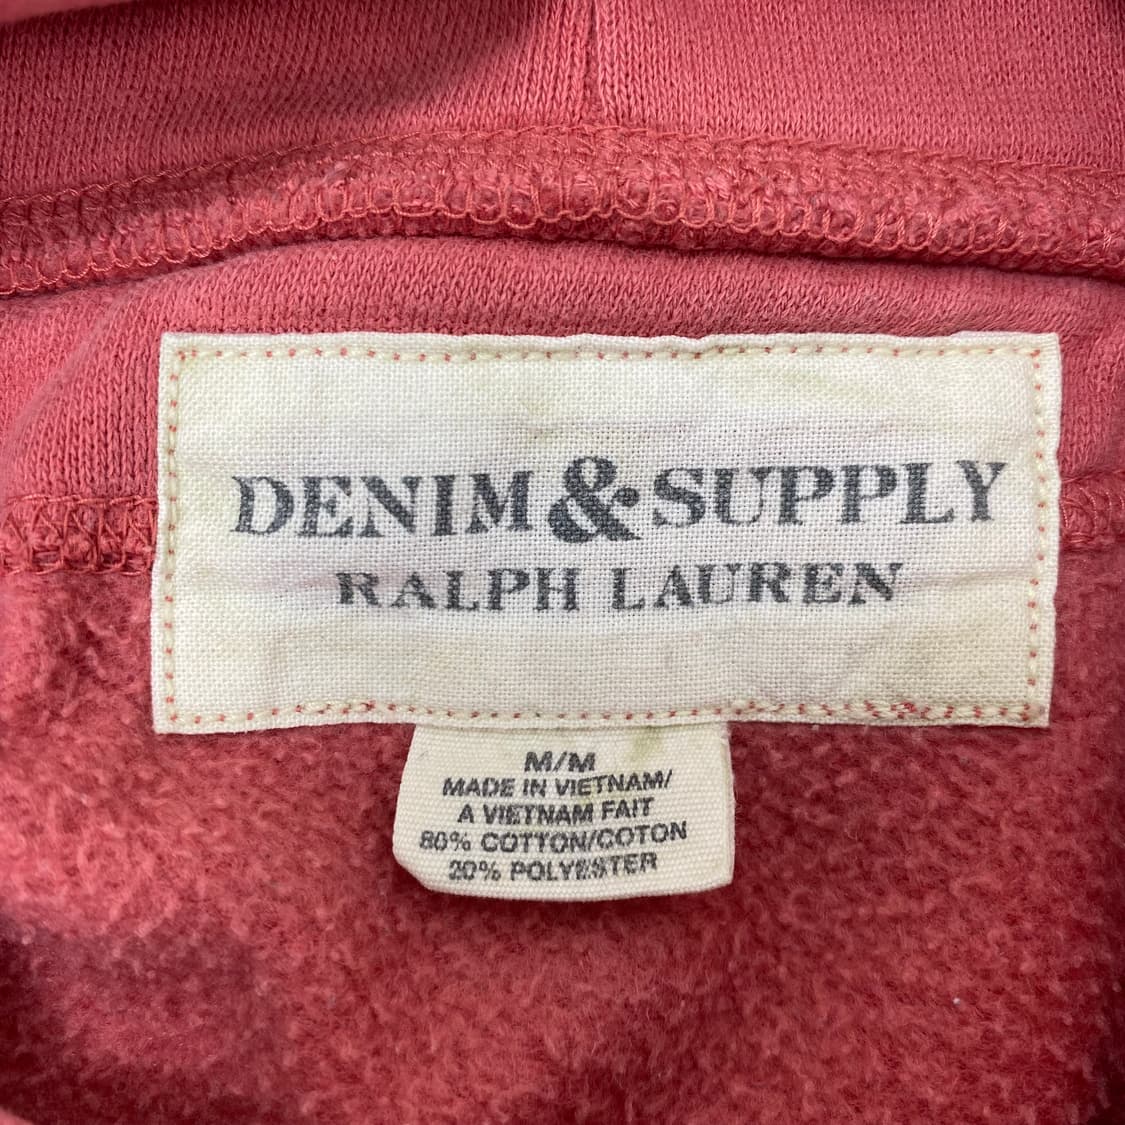 DENIM & SUPPLY
RALPH LAUREN
M/M
MADE IN VIETNAM/
A VIETNAM FAIT
80% COTTON/COTON
20% POLYESTER